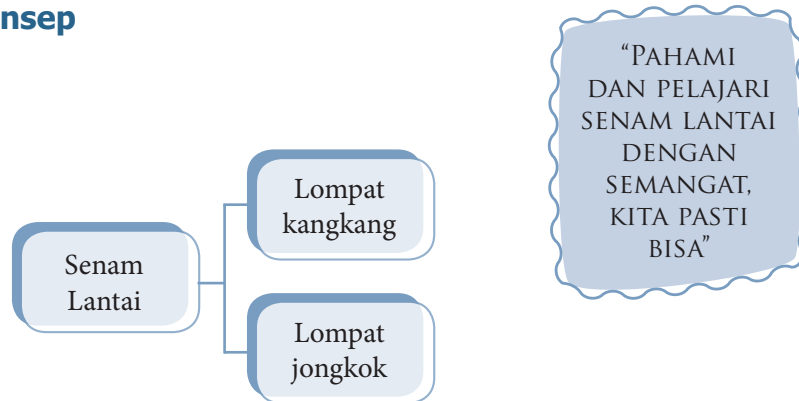 nsep
“PAHAMI
DAN PELAJARI
SENAM LANTAI
DENGAN
SEMANGAT,
KITA PASTI
BISA”
Lompat
kangkang
Senam
Lantai
Lompat
jongkok